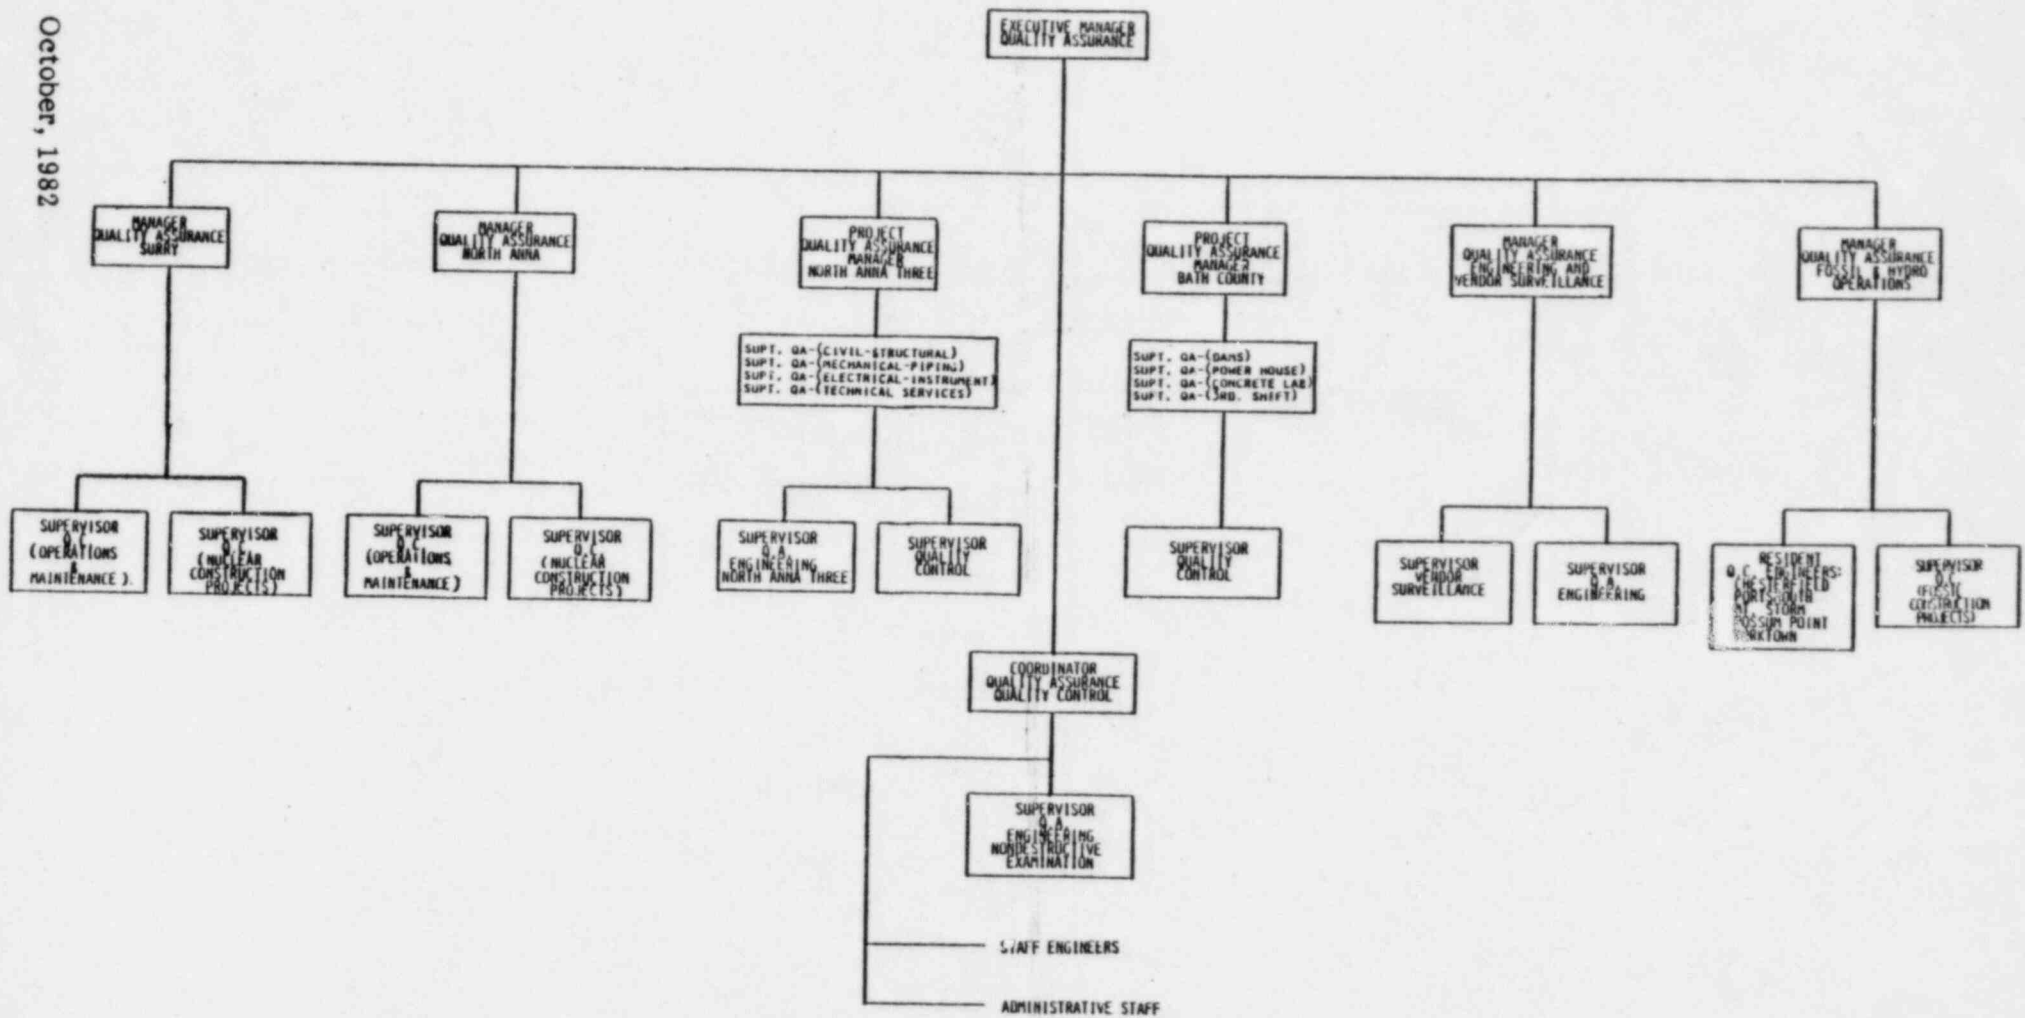 October, 1982
EXECUTIVE MANAGER
QUALITY ASSURANCE
MANAGER
QUALITY ASSURANCE
SURRY
MANAGER
QUALITY ASSURANCE
NORTH ANNA
PROJECT
QUALITY ASSURANCE
MANAGER
NORTH ANNA THREE
PROJECT
QUALITY ASSURANCE
MANAGER
BATH COUNTY
MANAGER
QUALITY ASSURANCE
ENGINEERING AND
VENDOR SURVEILLANCE
MANAGER
QUALITY ASSURANCE
FOSSIL & HYDRO
OPERATIONS
SUPT. QA-(CIVIL-STRUCTURAL)
SUPT. QA-(MECHANICAL-PIPING)
SUPT. QA-(ELECTRICAL-INSTRUMENT)
SUPT. QA-(TECHNICAL SERVICES)
SUPT. QA-(DAMS)
SUPT. QA-(POWER HOUSE)
SUPT. QA-(CONCRETE LAB)
SUPT. QA-(3RD. SHIFT)
SUPERVISOR
Q.C.
(OPERATIONS
&
MAINTENANCE).
SUPERVISOR
Q.C.
(NUCLEAR
CONSTRUCTION
PROJECTS)
SUPERVISOR
Q.C.
(OPERATIONS
&
MAINTENANCE)
SUPERVISOR
Q.C.
(NUCLEAR
CONSTRUCTION
PROJECTS)
SUPERVISOR
Q.A.
ENGINEERING
NORTH ANNA THREE
SUPERVISOR
QUALITY
CONTROL
SUPERVISOR
QUALITY
CONTROL
SUPERVISOR
VENDOR
SURVEILLANCE
SUPERVISOR
Q.A.
ENGINEERING
RESIDENT
Q.C. ENGINEERS:
CHESTERFIELD
PORTSMOUTH
MT. STORM
POSSUM POINT
SUPERVISOR
Q.C.
CONSTRUCTION
PROJECTS)
COORDINATOR
QUALITY ASSURANCE
QUALITY CONTROL
SUPERVISOR
Q.A.
ENGINEERING
NONDESTRUCTIVE
EXAMINATION
STAFF ENGINEERS
ADMINISTRATIVE STAFF